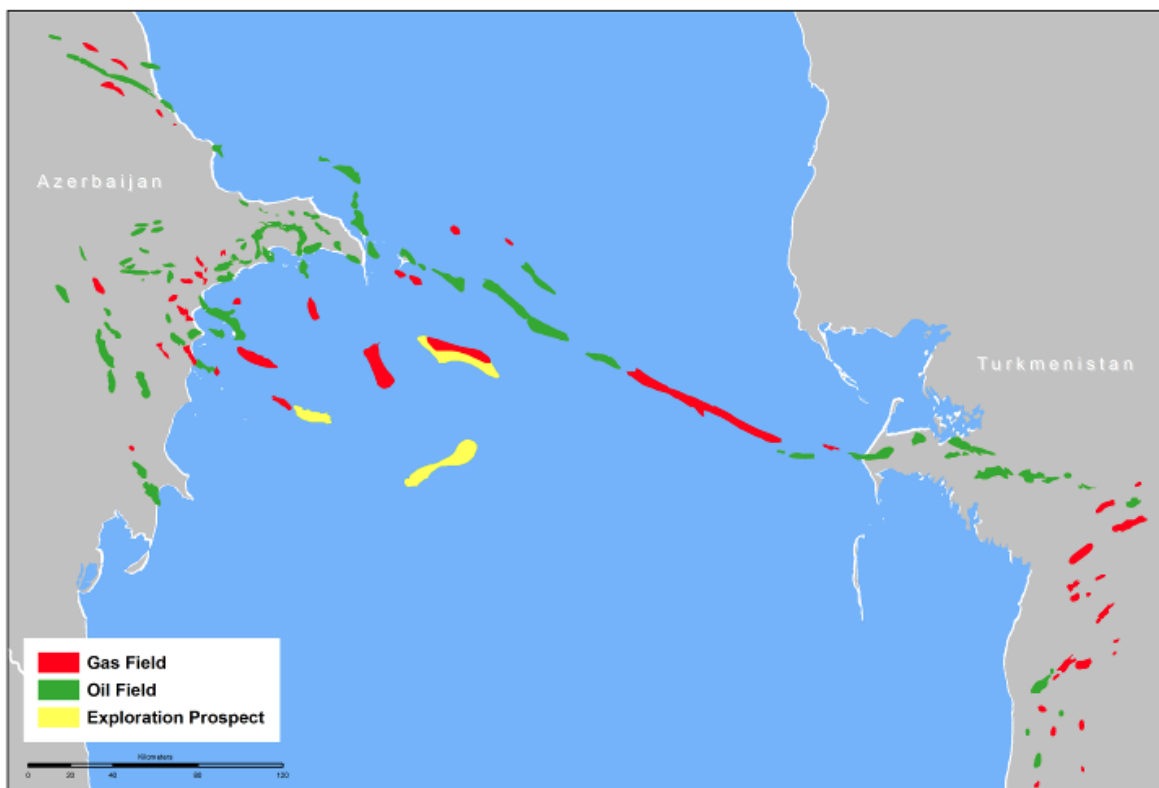 Azerbaijan
Turkmenistan
Gas Field
Oil Field
Exploration Prospect
Kilometers
0 20 40 80 120